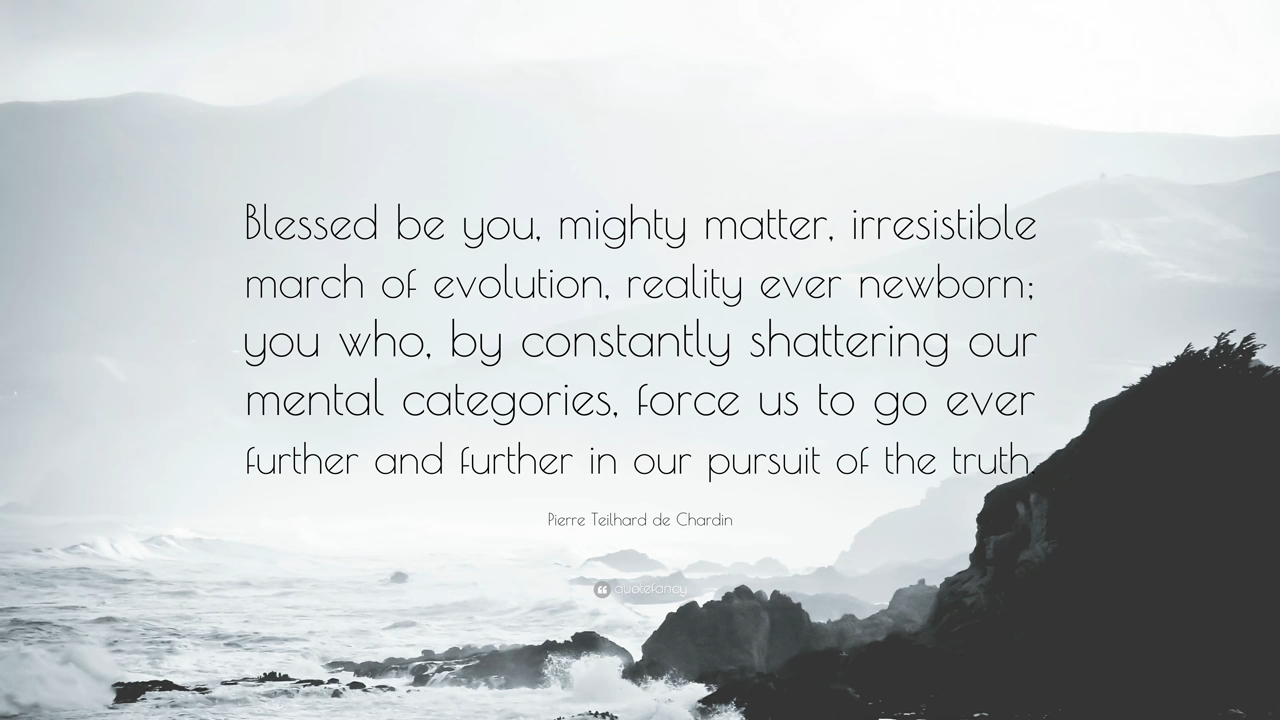 Blessed be you, mighty matter, irresistible
march of evolution, reality ever newborn;
you who, by constantly shattering our
mental categories, force us to go ever
further and further in our pursuit of the truth.
Pierre Teilhard de Chardin
quotefancy